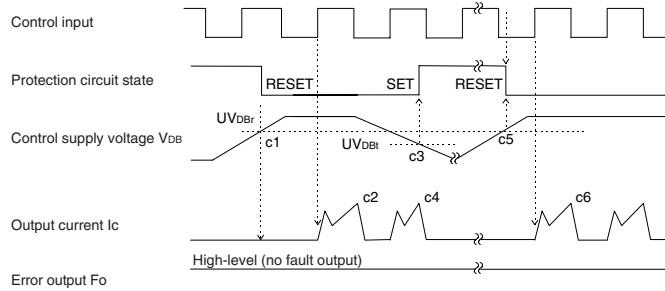 Control input
Protection circuit state
RESET
SET
RESET
UVDBr
Control supply voltage VDB
c1
UVDBt
c3
c5
c2
c4
c6
Output current Ic
High-level (no fault output)
Error output Fo